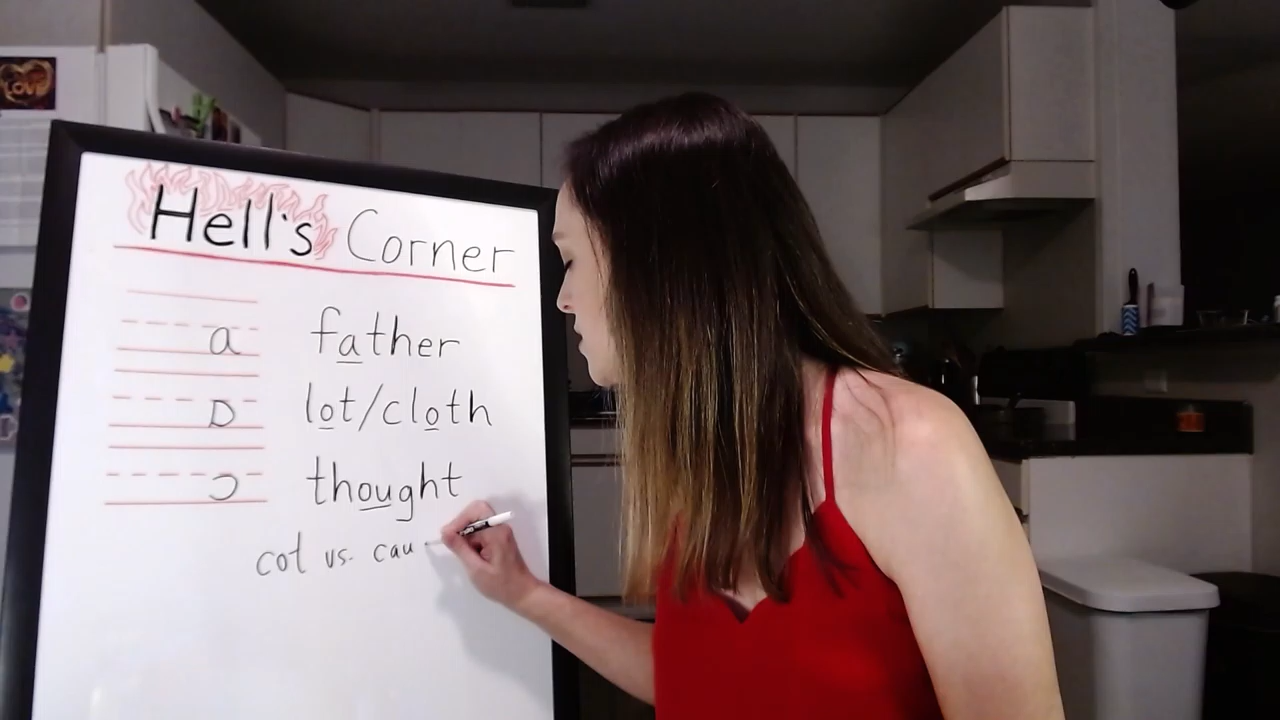 LOVE
Hell's Corner
ɑ father
ɒ lot/cloth
ɔ thought
cot vs. cau